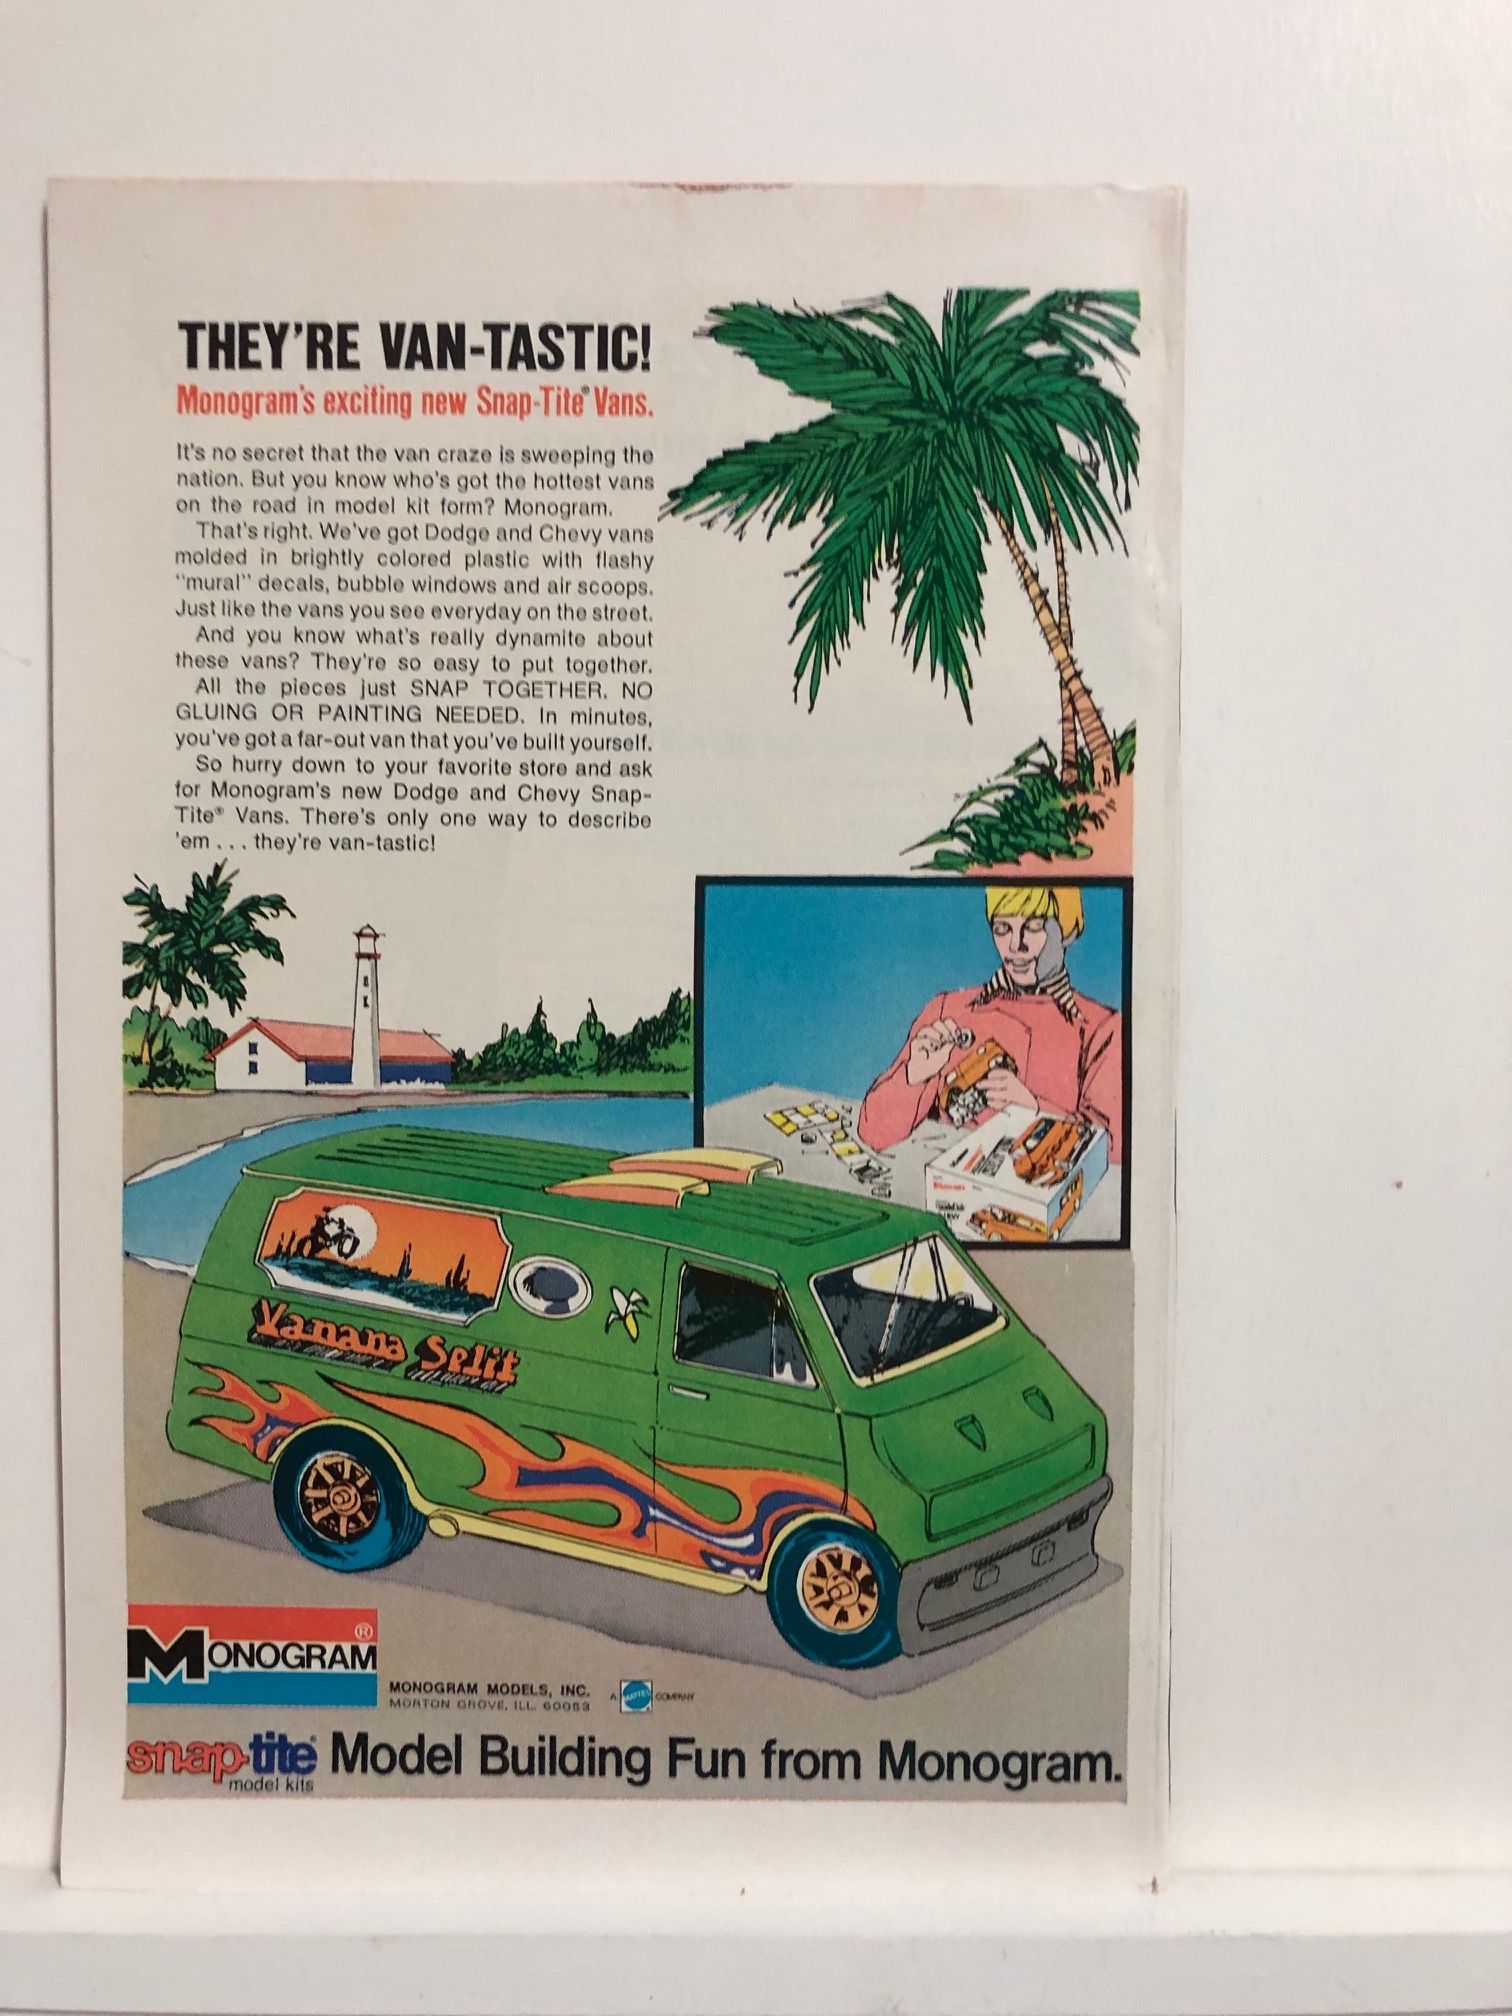 THEY'RE VAN-TASTIC!
Monogram's exciting new Snap-Tite® Vans.
It's no secret that the van craze is sweeping the
nation. But you know who's got the hottest vans
on the road in model kit form? Monogram.
That's right. We've got Dodge and Chevy vans
molded in brightly colored plastic with flashy
"mural" decals, bubble windows and air scoops.
Just like the vans you see everyday on the street.
And you know what's really dynamite about
these vans? They're so easy to put together.
All the pieces just SNAP TOGETHER. NO
GLUING OR PAINTING NEEDED. In minutes,
you've got a far-out van that you've built yourself.
So hurry down to your favorite store and ask
for Monogram's new Dodge and Chevy Snap-
Tite® Vans. There's only one way to describe
'em . . . they're van-tastic!
Vanana Split
MONOGRAM®
MONOGRAM MODELS, INC.
MORTON GROVE, ILL. 60053
A MATTEL COMPANY
snap-tite model kits
Model Building Fun from Monogram.